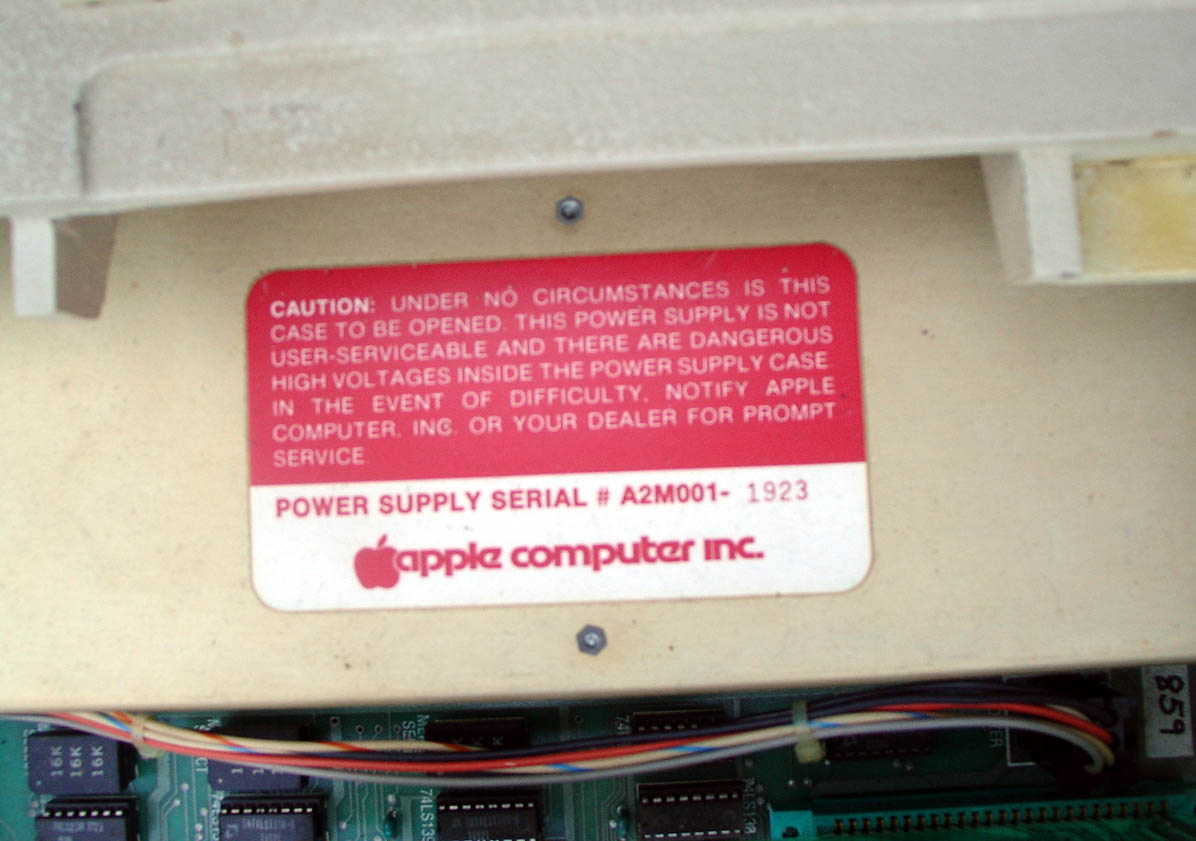 CAUTION: UNDER NO CIRCUMSTANCES IS THIS
CASE TO BE OPENED. THIS POWER SUPPLY IS NOT
USER-SERVICEABLE AND THERE ARE DANGEROUS
HIGH VOLTAGES INSIDE THE POWER SUPPLY CASE.
IN THE EVENT OF DIFFICULTY, NOTIFY APPLE
COMPUTER, INC. OR YOUR DEALER FOR PROMPT
SERVICE.
POWER SUPPLY SERIAL # A2M001- 1923
apple computer inc.
859
16K 16K 16K
74LS139